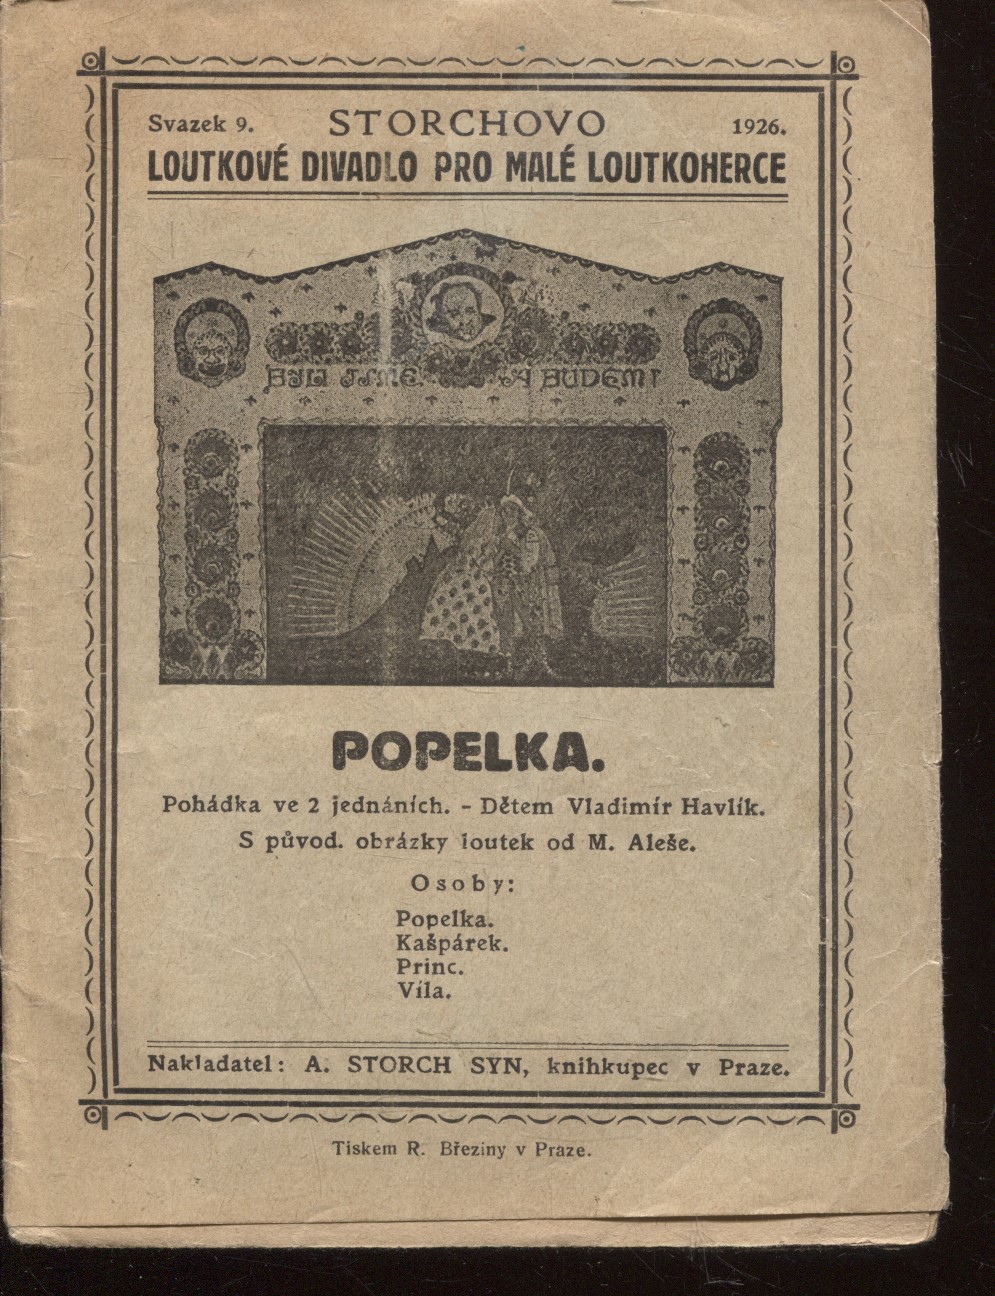 Svazek 9. STORCHOVO 1926.
LOUTKOVÉ DIVADLO PRO MALÉ LOUTKOHERCE
BYLI JSME A BUDEM!
POPELKA.
Pohádka ve 2 jednáních. - Dětem Vladimír Havlík.
S původ. obrázky loutek od M. Aleše.
Osoby:
Popelka.
Kašpárek.
Princ.
Víla.
Nakladatel: A. STORCH SYN, knihkupec v Praze.
Tiskem R. Březiny v Praze.